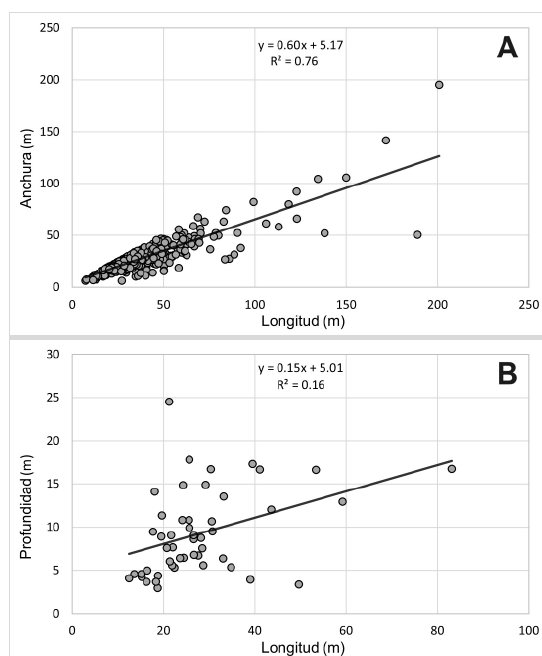 250
200
150
100
50
0
Anchura (m)
y = 0.60x + 5.17
R² = 0.76
A
0 50 100 150 200 250
Longitud (m)
30
25
20
15
10
5
0
Profundidad (m)
y = 0.15x + 5.01
R² = 0.16
B
0 20 40 60 80 100
Longitud (m)